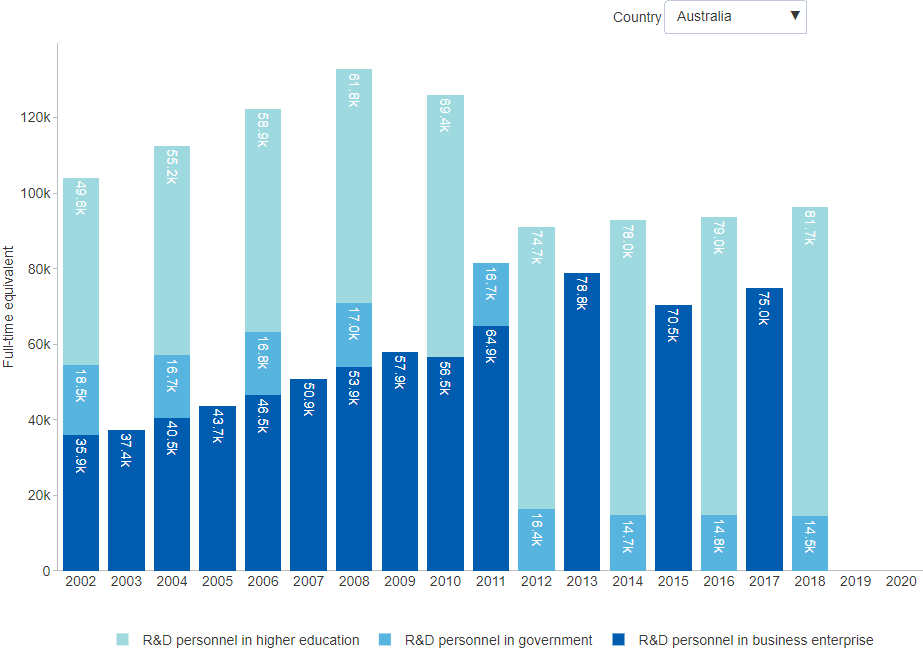 Country Australia
Full-time equivalent
120k
100k
80k
60k
40k
20k
0
49.6k
18.5k
35.9k
37.4k
55.2k
16.7k
40.5k
43.7k
58.9k
16.8k
46.5k
50.9k
61.8k
17.0k
53.9k
57.9k
69.4k
56.5k
16.7k
64.9k
74.7k
16.4k
78.8k
78.0k
14.7k
70.5k
79.0k
14.8k
75.0k
81.7k
14.5k
2002 2003 2004 2005 2006 2007 2008 2009 2010 2011 2012 2013 2014 2015 2016 2017 2018 2019 2020
R&D personnel in higher education R&D personnel in government R&D personnel in business enterprise